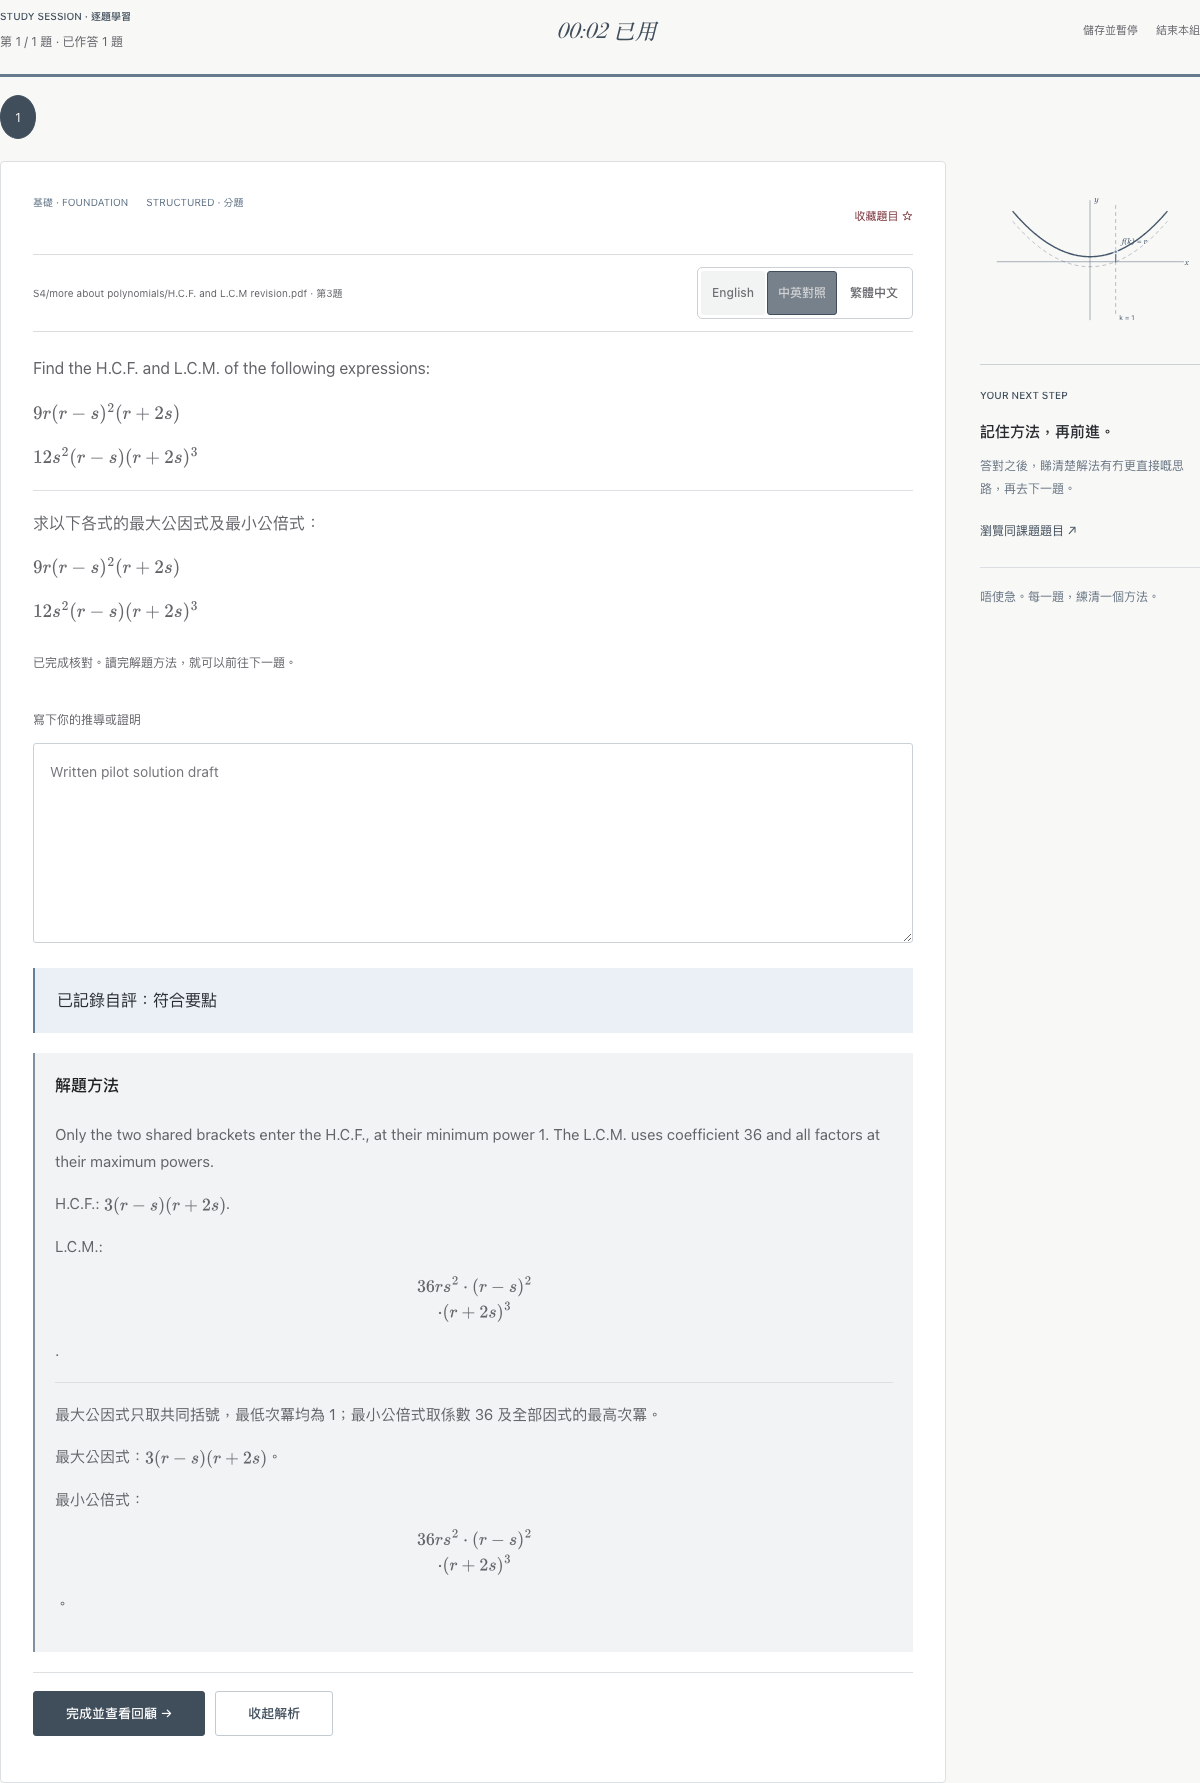 STUDY SESSION · 逐題學習
第 1 / 1 題 · 已作答 1 題
00:02 已用
儲存並暫停
結束本組
1
基礎 · FOUNDATION
STRUCTURED · 分題
收藏題目 ☆
S4/more about polynomials/H.C.F. and L.C.M revision.pdf · 第3題
English
中英對照
繁體中文
Find the H.C.F. and L.C.M. of the following expressions:
9r(r − s)²(r + 2s)
12s²(r − s)(r + 2s)³
求以下各式的最大公因式及最小公倍式：
9r(r − s)²(r + 2s)
12s²(r − s)(r + 2s)³
已完成核對。讀完解題方法，就可以前往下一題。
寫下你的推導或證明
Written pilot solution draft
已記錄自評：符合要點
解題方法
Only the two shared brackets enter the H.C.F., at their minimum power 1. The L.C.M. uses coefficient 36 and all factors at
their maximum powers.
H.C.F.: 3(r − s)(r + 2s).
L.C.M.:
36rs² · (r − s)²
·(r + 2s)³
.
最大公因式只取共同括號，最低次冪均為 1；最小公倍式取係數 36 及全部因式的最高次冪。
最大公因式：3(r − s)(r + 2s)。
最小公倍式：
36rs² · (r − s)²
·(r + 2s)³
。
完成並查看回顧 →
收起解析
y
f(k) = r
x
k = 1
YOUR NEXT STEP
記住方法，再前進。
答對之後，睇清楚解法有冇更直接嘅思
路，再去下一題。
瀏覽同課題題目 ↗
唔使急。每一題，練清一個方法。